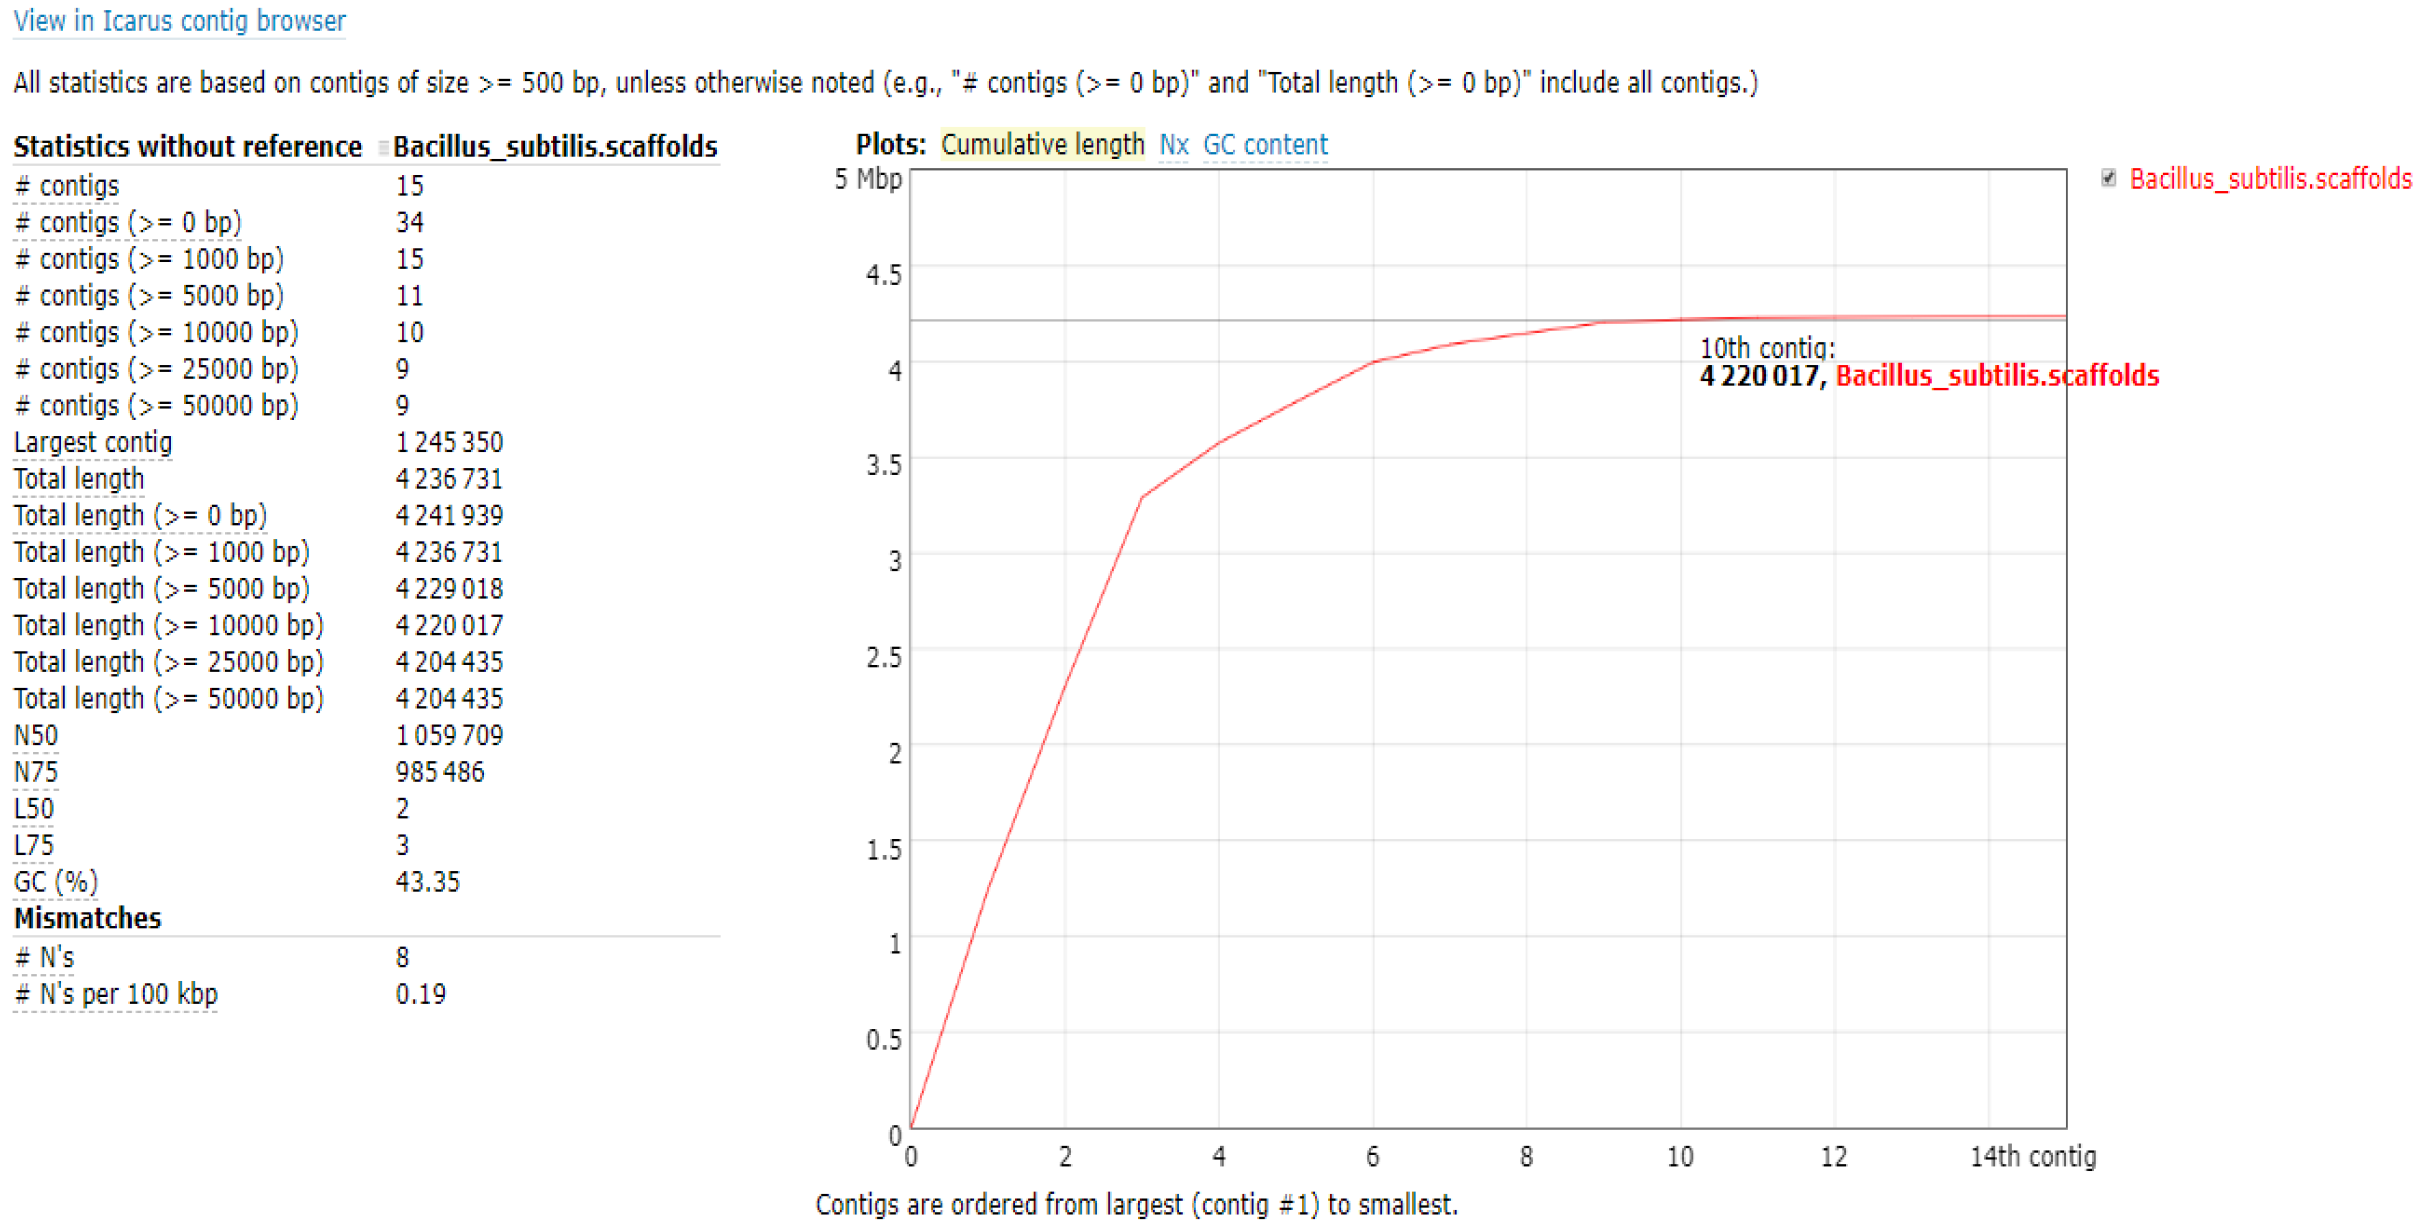 View in Icarus contig browser
All statistics are based on contigs of size >= 500 bp, unless otherwise noted (e.g., "# contigs (>= 0 bp)" and "Total length (>= 0 bp)" include all contigs.)
Statistics without reference Bacillus_subtilis.scaffolds
# contigs 15
# contigs (>= 0 bp) 34
# contigs (>= 1000 bp) 15
# contigs (>= 5000 bp) 11
# contigs (>= 10000 bp) 10
# contigs (>= 25000 bp) 9
# contigs (>= 50000 bp) 9
Largest contig 1 245 350
Total length 4 236 731
Total length (>= 0 bp) 4 241 939
Total length (>= 1000 bp) 4 236 731
Total length (>= 5000 bp) 4 229 018
Total length (>= 10000 bp) 4 220 017
Total length (>= 25000 bp) 4 204 435
Total length (>= 50000 bp) 4 204 435
N50 1 059 709
N75 985 486
L50 2
L75 3
GC (%) 43.35
Mismatches
# N's 8
# N's per 100 kbp 0.19
Plots: Cumulative length Nx GC content
5 Mbp
4.5
4
3.5
3
2.5
2
1.5
1
0.5
0
10th contig:
4 220 017, Bacillus_subtilis.scaffolds
0 2 4 6 8 10 12 14th contig
Contigs are ordered from largest (contig #1) to smallest.
Bacillus_subtilis.scaffolds